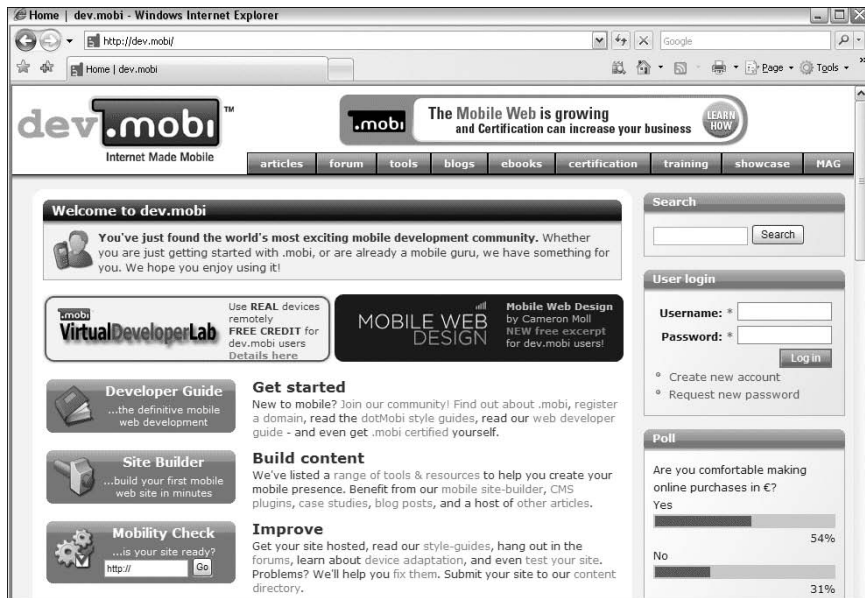 Home | dev.mobi - Windows Internet Explorer
http://dev.mobi/
Google
Home | dev.mobi
Page
Tools
dev.mobi™
Internet Made Mobile
.mobi
The Mobile Web is growing
and Certification can increase your business
LEARN
HOW
articles forum tools blogs ebooks certification training showcase MAG
Welcome to dev.mobi
You've just found the world's most exciting mobile development community. Whether
you are just getting started with .mobi, or are already a mobile guru, we have something for
you. We hope you enjoy using it!
.mobi
VirtualDeveloperLab
Use REAL devices
remotely
FREE CREDIT for
dev.mobi users
Details here
MOBILE WEB
DESIGN
Mobile Web Design
by Cameron Moll
NEW free excerpt
for dev.mobi users!
Developer Guide
...the definitive mobile
web development
Get started
New to mobile? Join our community! Find out about .mobi, register
a domain, read the dotMobi style guides, read our web developer
guide - and even get .mobi certified yourself.
Site Builder
...build your first mobile
web site in minutes
Build content
We've listed a range of tools & resources to help you create your
mobile presence. Benefit from our mobile site-builder, CMS
plugins, case studies, blog posts, and a host of other articles.
Mobility Check
...is your site ready?
http://
Go
Improve
Get your site hosted, read our style-guides, hang out in the
forums, learn about device adaptation, and even test your site.
Problems? We'll help you fix them. Submit your site to our content
directory.
Search
Search
User login
Username: *
Password: *
Log in
Create new account
Request new password
Poll
Are you comfortable making
online purchases in €?
Yes
54%
No
31%